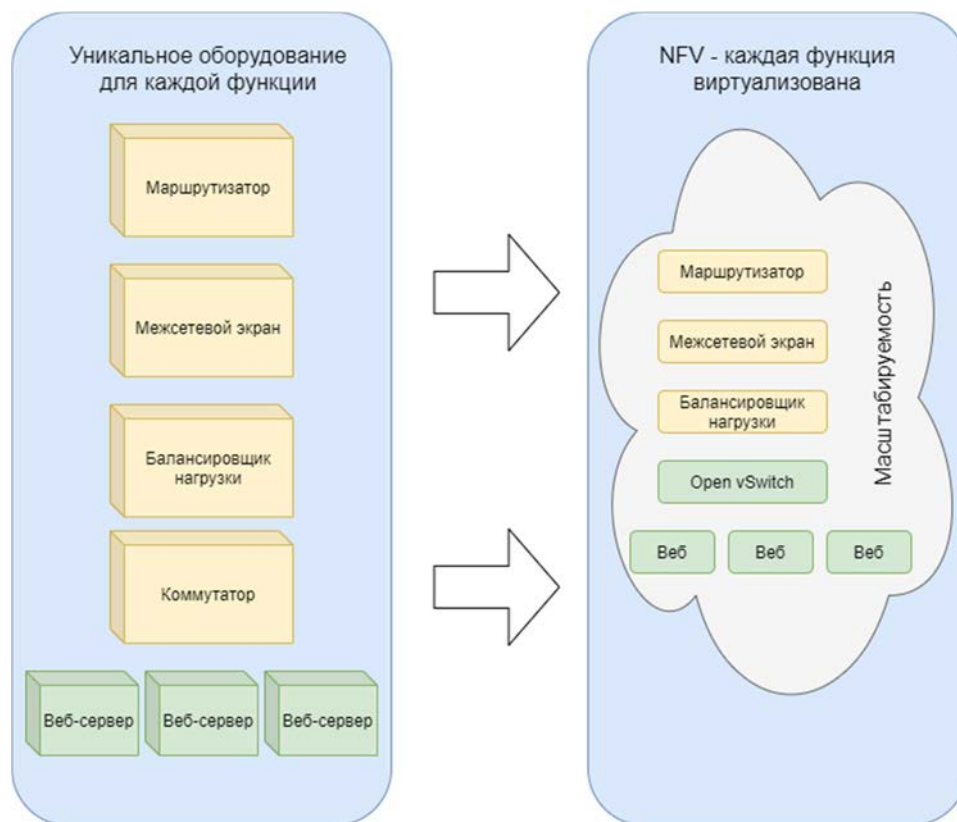 Уникальное оборудование
для каждой функции
Маршрутизатор
Межсетевой экран
Балансировщик
нагрузки
Коммутатор
Веб-сервер
Веб-сервер
Веб-сервер
NFV - каждая функция
виртуализована
Маршрутизатор
Межсетевой экран
Балансировщик
нагрузки
Open vSwitch
Веб
Веб
Веб
Масштабируемость